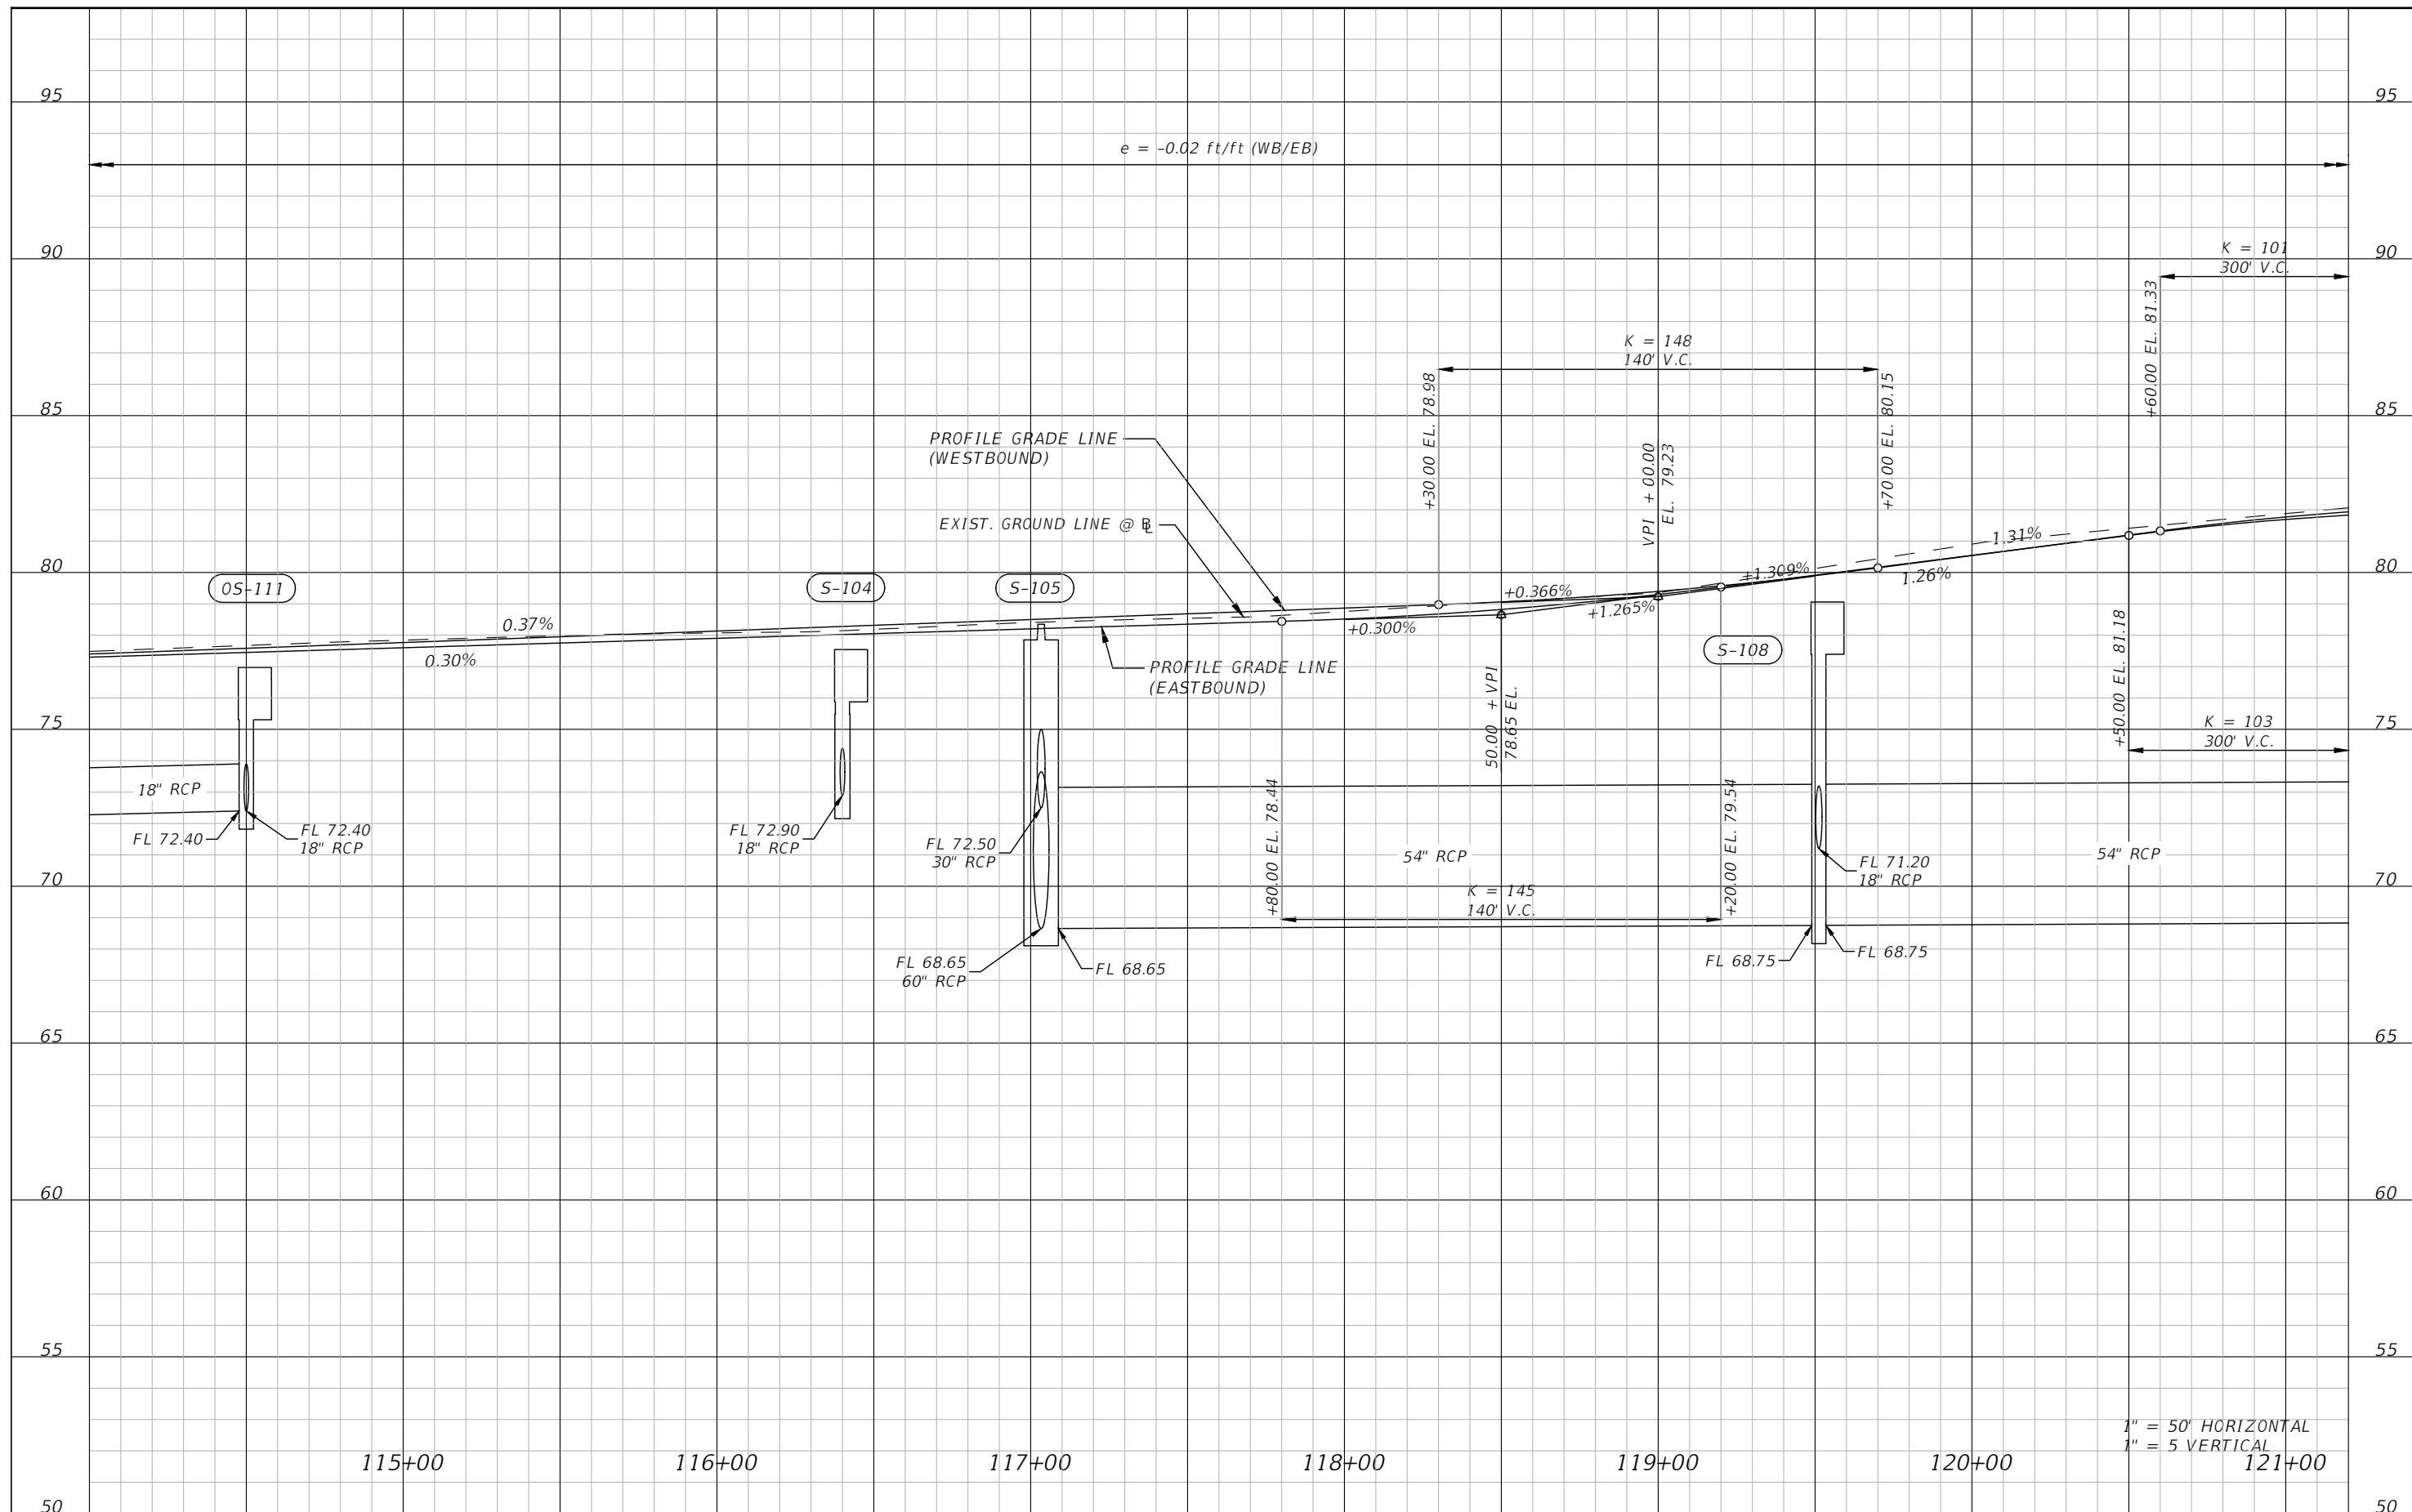 95
95
e = -0.02 ft/ft (WB/EB)
90
90
K = 101
300' V.C.
+60.00 EL. 81.33
K = 148
140' V.C.
+30.00 EL. 78.98
+70.00 EL. 80.15
85
85
PROFILE GRADE LINE
(WESTBOUND)
VPI + 00.00
EL. 79.23
EXIST. GROUND LINE @ ℄
1.31%
80
80
+1.309%
1.26%
0S-111
S-104
S-105
+0.366%
+1.265%
0.37%
+0.300%
0.30%
S-108
PROFILE GRADE LINE
(EASTBOUND)
50.00 + VPI
78.65 EL.
+50.00 EL. 81.18
75
75
K = 103
300' V.C.
18" RCP
FL 72.40
FL 72.40
18" RCP
FL 72.90
18" RCP
FL 72.50
30" RCP
+80.00 EL. 78.44
54" RCP
+20.00 EL. 79.54
FL 71.20
18" RCP
54" RCP
70
70
K = 145
140' V.C.
FL 68.65
60" RCP
FL 68.65
FL 68.75
FL 68.75
65
65
60
60
55
55
1" = 50' HORIZONTAL
1" = 5 VERTICAL
115+00
116+00
117+00
118+00
119+00
120+00
121+00
50
50